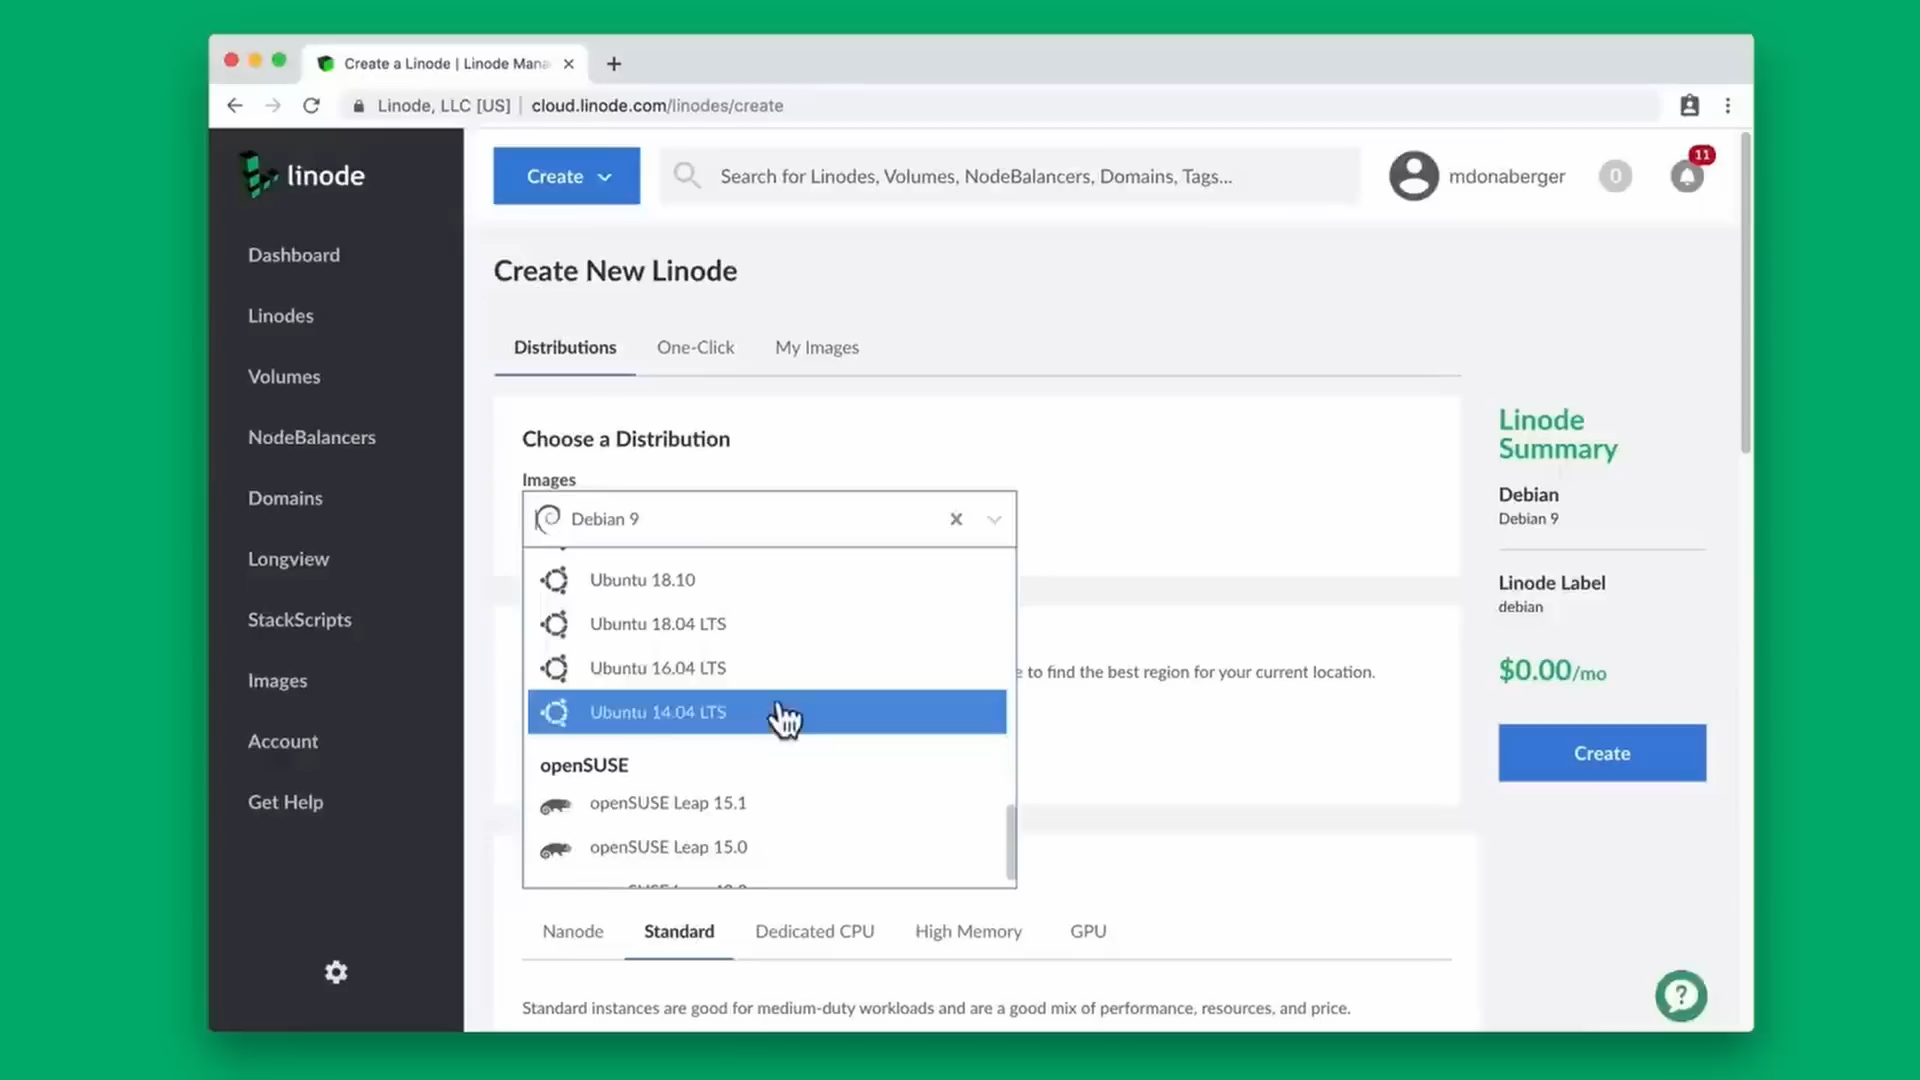 Create a Linode | Linode Mana
Linode, LLC [US] | cloud.linode.com/linodes/create
linode
Create
Search for Linodes, Volumes, NodeBalancers, Domains, Tags...
mdonaberger
0
11
Dashboard
Linodes
Volumes
NodeBalancers
Domains
Longview
StackScripts
Images
Account
Get Help
Create New Linode
Distributions
One-Click
My Images
Choose a Distribution
Images
Debian 9
Ubuntu 18.10
Ubuntu 18.04 LTS
Ubuntu 16.04 LTS
Ubuntu 14.04 LTS
openSUSE
openSUSE Leap 15.1
openSUSE Leap 15.0
to find the best region for your current location.
Nanode
Standard
Dedicated CPU
High Memory
GPU
Standard instances are good for medium-duty workloads and are a good mix of performance, resources, and price.
Linode
Summary
Debian
Debian 9
Linode Label
debian
$0.00/mo
Create
?